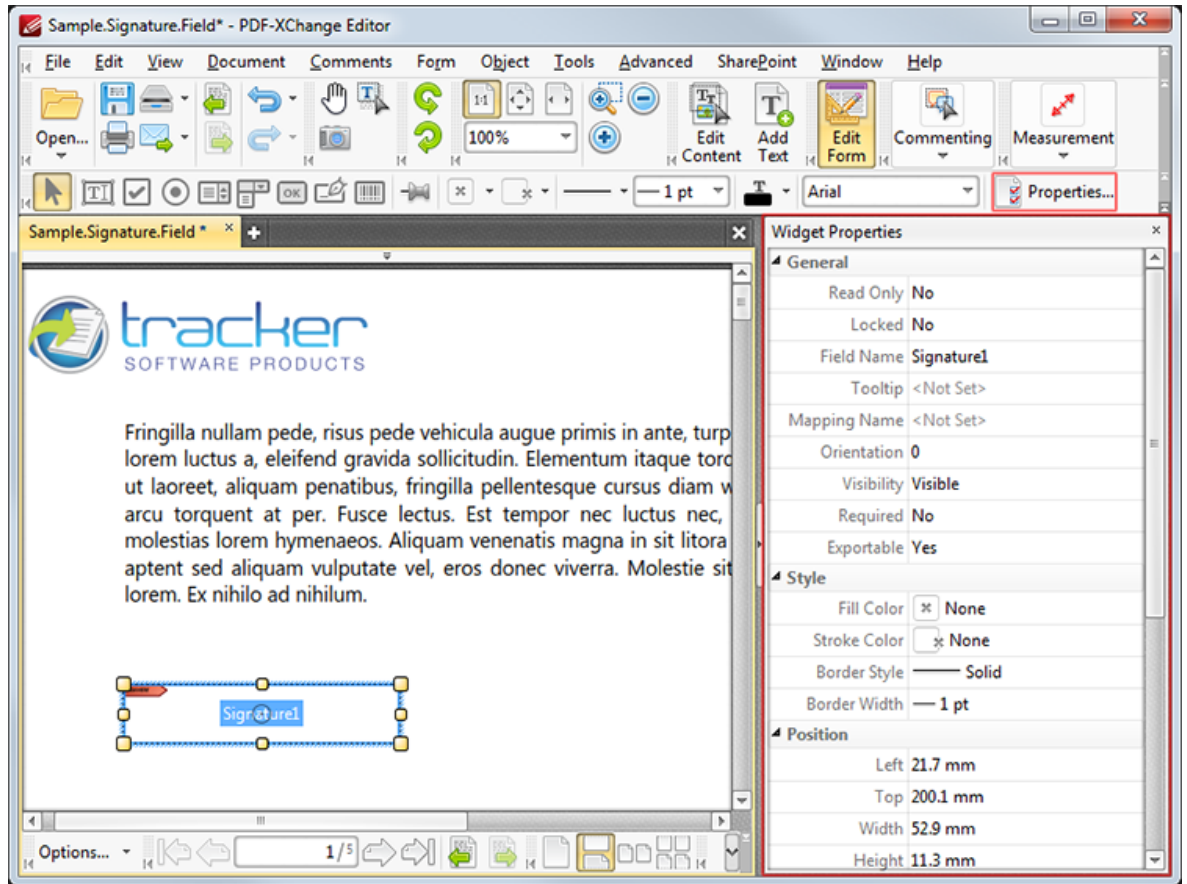 Sample.Signature.Field* - PDF-XChange Editor
File Edit View Document Comments Form Object Tools Advanced SharePoint Window Help
Open...
100%
Edit Content
Add Text
Edit Form
Commenting
Measurement
OK
1 pt
Arial
Properties...
Sample.Signature.Field *
Widget Properties
General
Read Only No
Locked No
Field Name Signature1
Tooltip <Not Set>
Mapping Name <Not Set>
Orientation 0
Visibility Visible
Required No
Exportable Yes
Style
Fill Color None
Stroke Color None
Border Style Solid
Border Width 1 pt
Position
Left 21.7 mm
Top 200.1 mm
Width 52.9 mm
Height 11.3 mm
tracker
SOFTWARE PRODUCTS
Fringilla nullam pede, risus pede vehicula augue primis in ante, turp
lorem luctus a, eleifend gravida sollicitudin. Elementum itaque torq
ut laoreet, aliquam penatibus, fringilla pellentesque cursus diam w
arcu torquent at per. Fusce lectus. Est tempor nec luctus nec,
molestias lorem hymenaeos. Aliquam venenatis magna in sit litora
aptent sed aliquam vulputate vel, eros donec viverra. Molestie sit
lorem. Ex nihilo ad nihilum.
Signature1
Options...
1/5